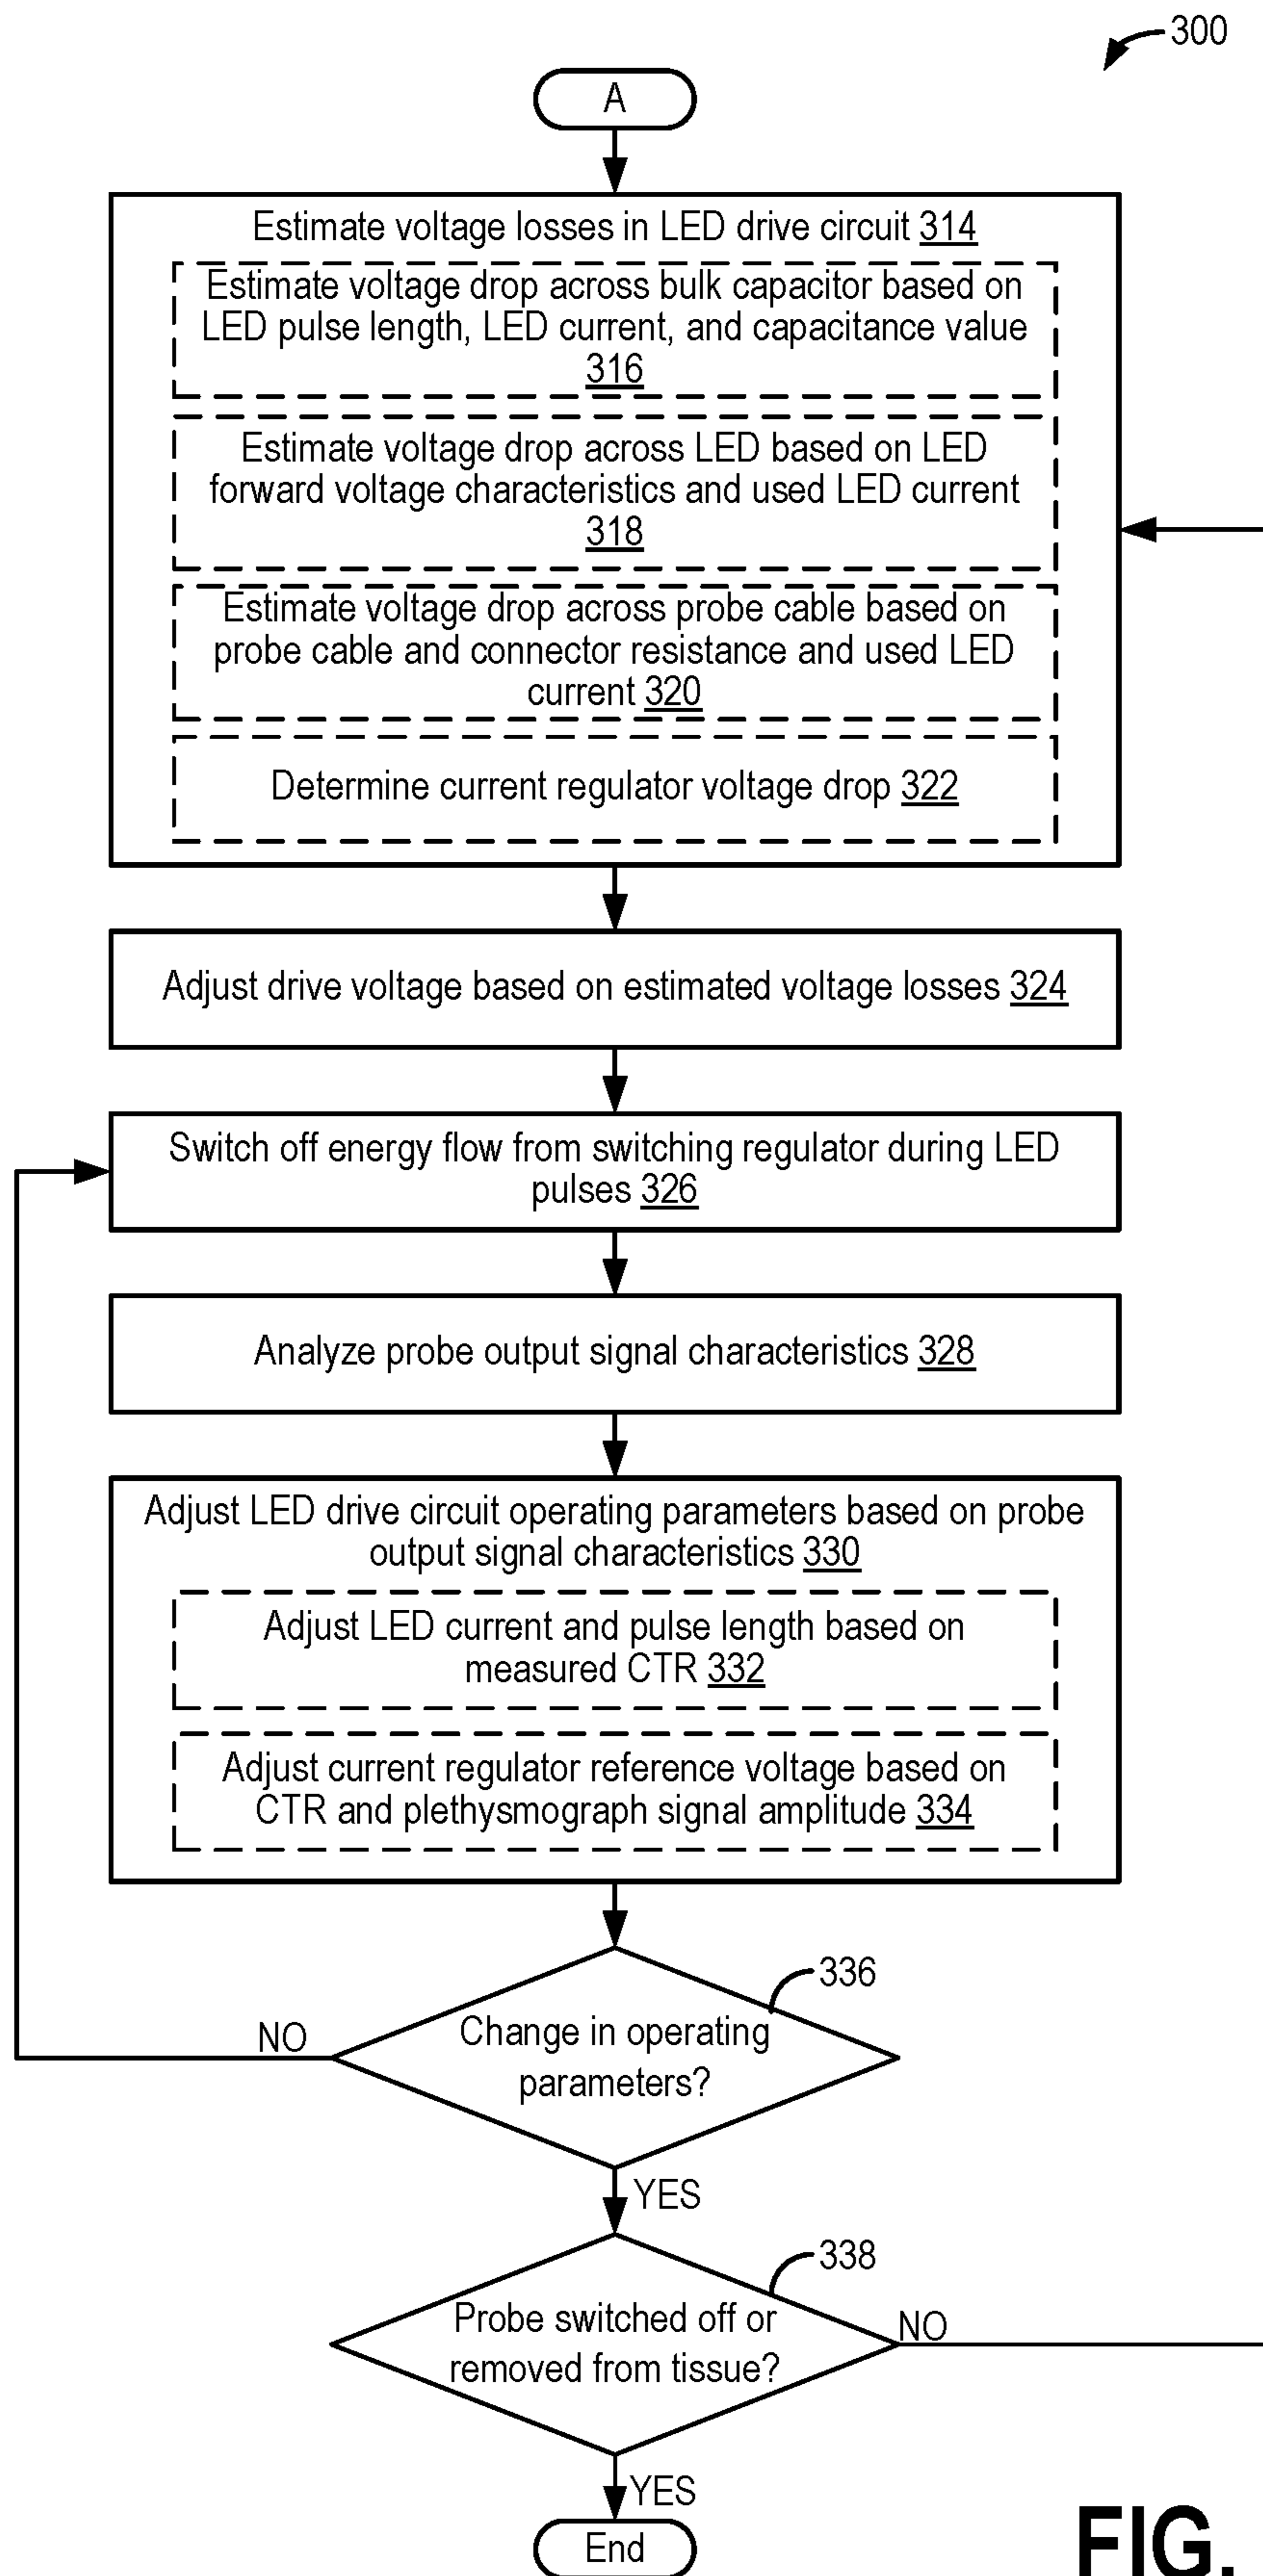 300
A
Estimate voltage losses in LED drive circuit 314
Estimate voltage drop across bulk capacitor based on
LED pulse length, LED current, and capacitance value
316
Estimate voltage drop across LED based on LED
forward voltage characteristics and used LED current
318
Estimate voltage drop across probe cable based on
probe cable and connector resistance and used LED
current 320
Determine current regulator voltage drop 322
Adjust drive voltage based on estimated voltage losses 324
Switch off energy flow from switching regulator during LED
pulses 326
Analyze probe output signal characteristics 328
Adjust LED drive circuit operating parameters based on probe
output signal characteristics 330
Adjust LED current and pulse length based on
measured CTR 332
Adjust current regulator reference voltage based on
CTR and plethysmograph signal amplitude 334
336
Change in operating
parameters?
NO
YES
338
Probe switched off or
removed from tissue?
NO
YES
End
FIG.